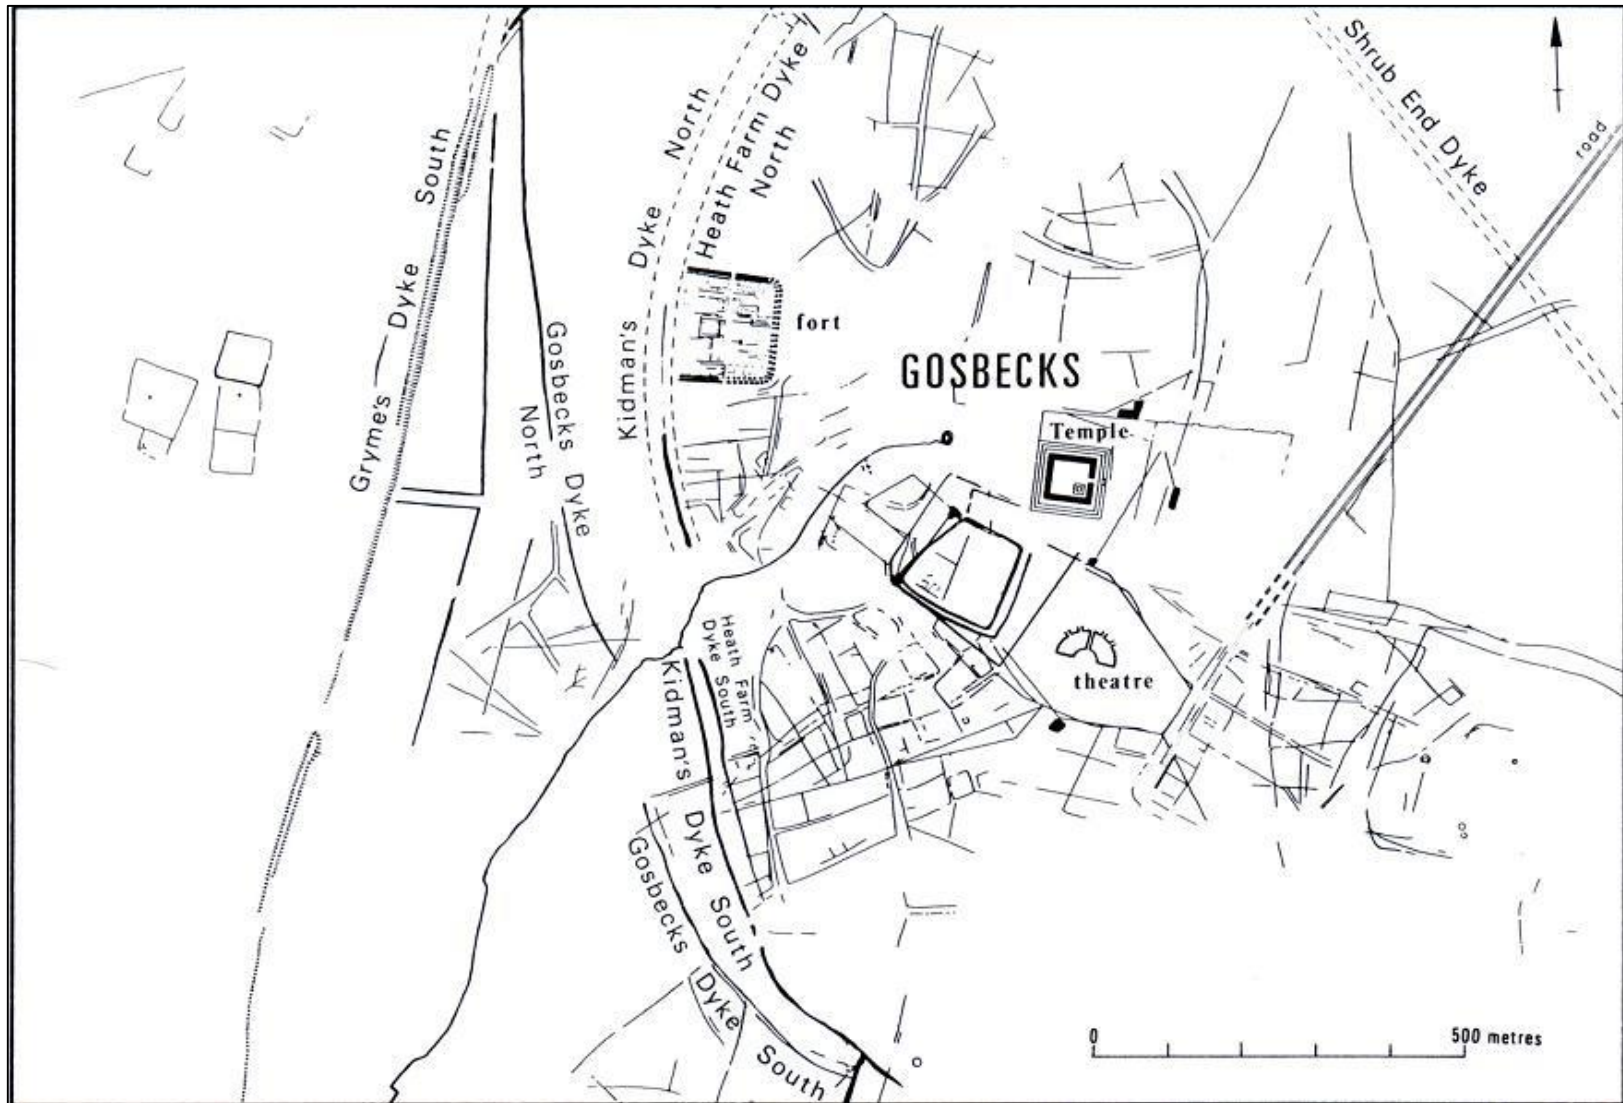 Shrub End Dyke
road
Kidman's Dyke North
Heath Farm Dyke
North
Gryme's Dyke South
fort
GOSBECKS
Gosbecks Dyke
North
Temple
Heath Farm
Dyke South
theatre
Kidman's Dyke South
Gosbecks Dyke South
0 500 metres